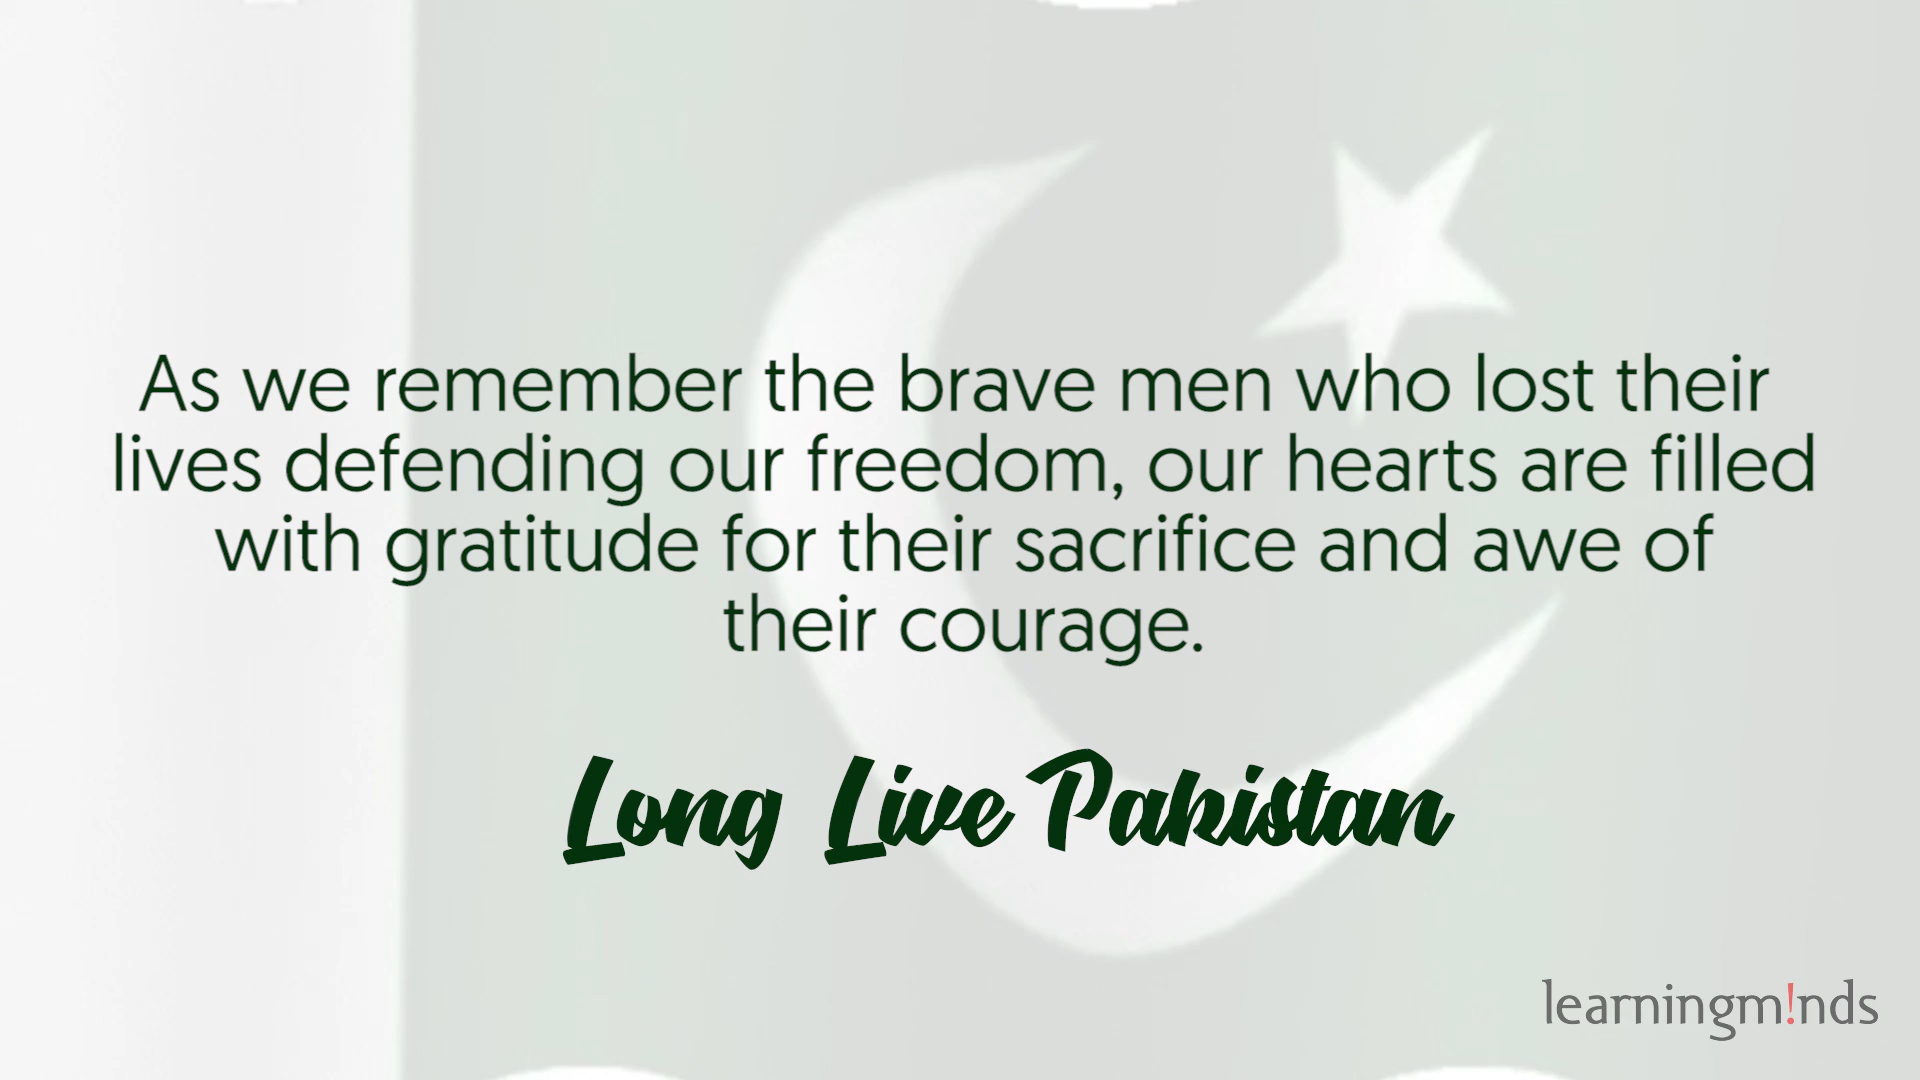 As we remember the brave men who lost their
lives defending our freedom, our hearts are filled
with gratitude for their sacrifice and awe of
their courage.
Long Live Pakistan
learningm!nds